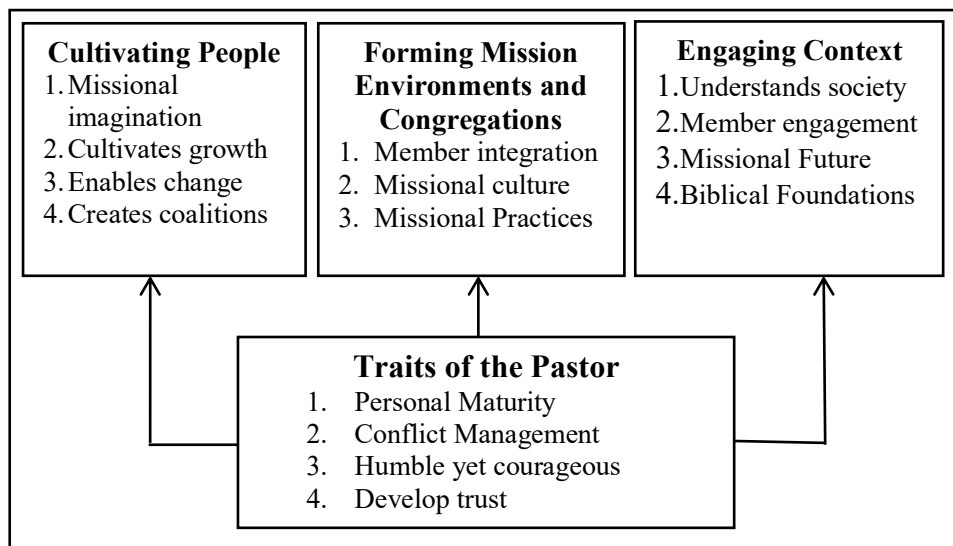 Cultivating People
1. Missional
imagination
2. Cultivates growth
3. Enables change
4. Creates coalitions
Forming Mission
Environments and
Congregations
1. Member integration
2. Missional culture
3. Missional Practices
Engaging Context
1.Understands society
2.Member engagement
3.Missional Future
4.Biblical Foundations
Traits of the Pastor
1. Personal Maturity
2. Conflict Management
3. Humble yet courageous
4. Develop trust